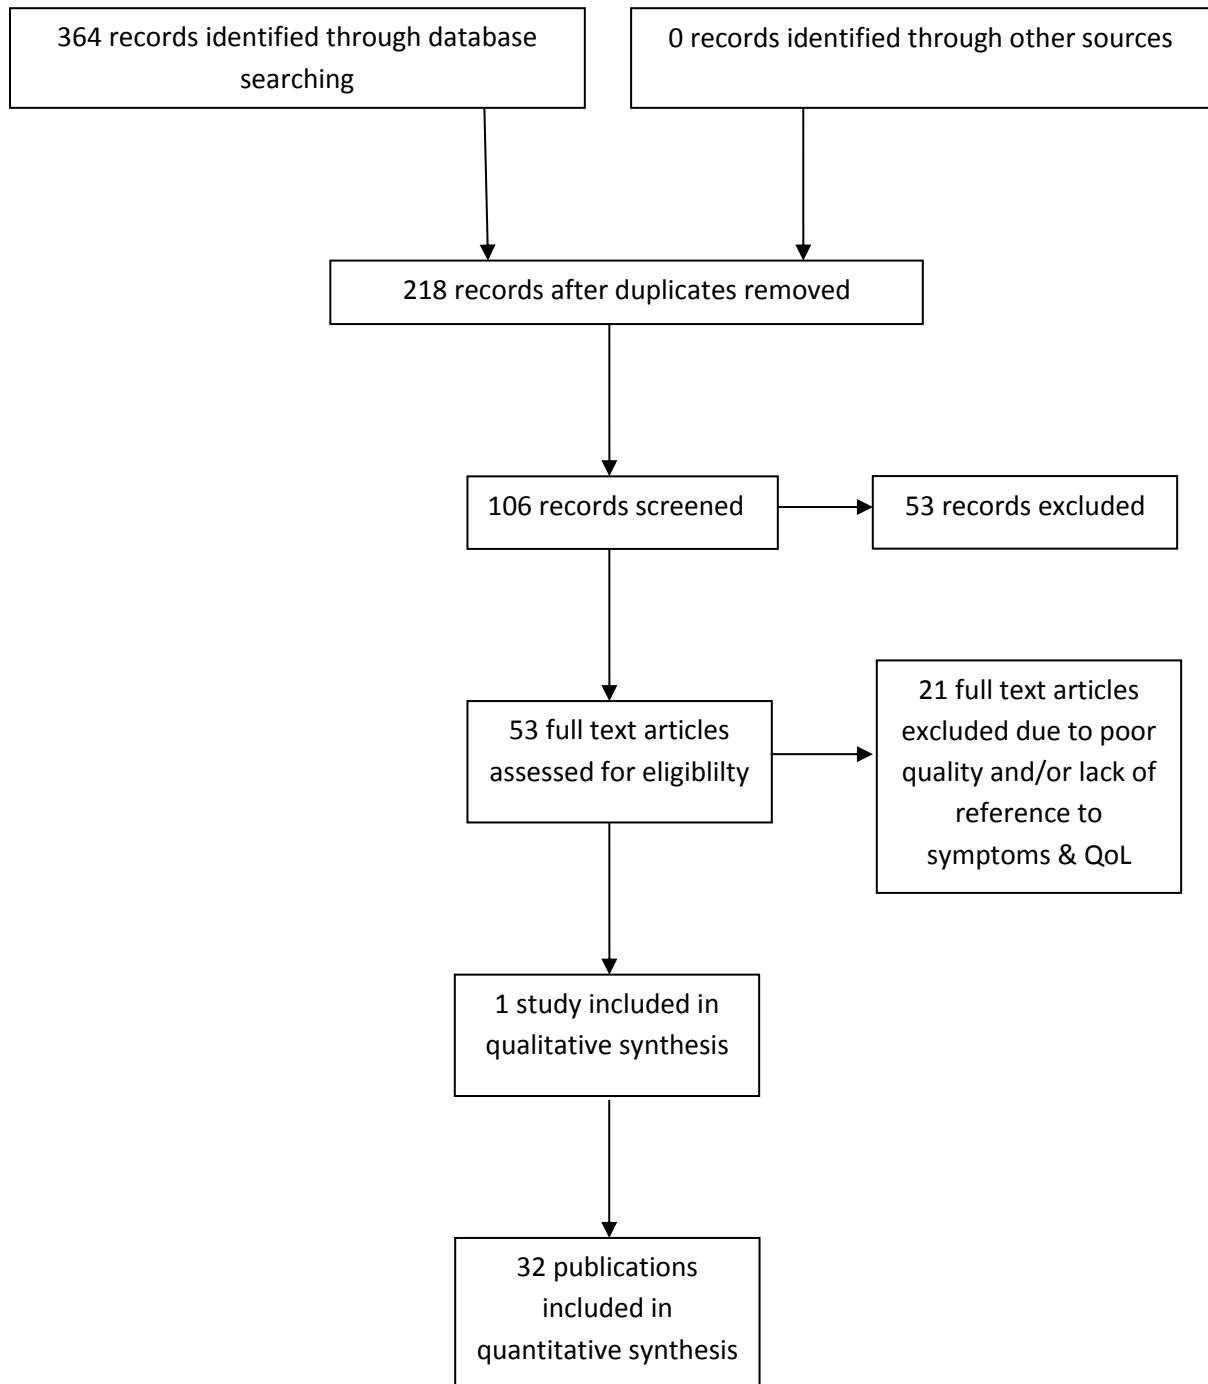 364 records identified through database
searching
0 records identified through other sources
218 records after duplicates removed
106 records screened
53 records excluded
53 full text articles
assessed for eligiblilty
21 full text articles
excluded due to poor
quality and/or lack of
reference to
symptoms & QoL
1 study included in
qualitative synthesis
32 publications
included in
quantitative synthesis